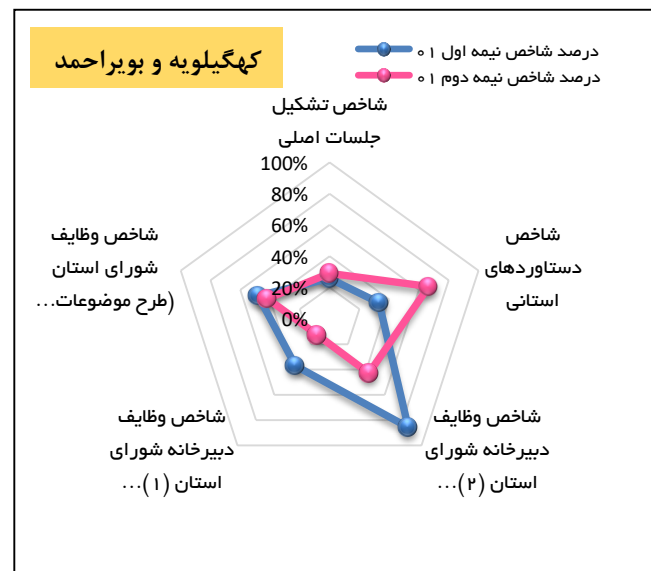 کهگیلویه و بویراحمد
درصد شاخص نیمه اول ۰۱
درصد شاخص نیمه دوم ۰۱
شاخص تشکیل
جلسات اصلی
100%
80%
60%
40%
20%
0%
شاخص
دستاوردهای
استانی
شاخص وظایف
دبیرخانه شورای
استان (۲)...
شاخص وظایف
دبیرخانه شورای
استان (۱)...
شاخص وظایف
شورای استان
(طرح موضوعات...